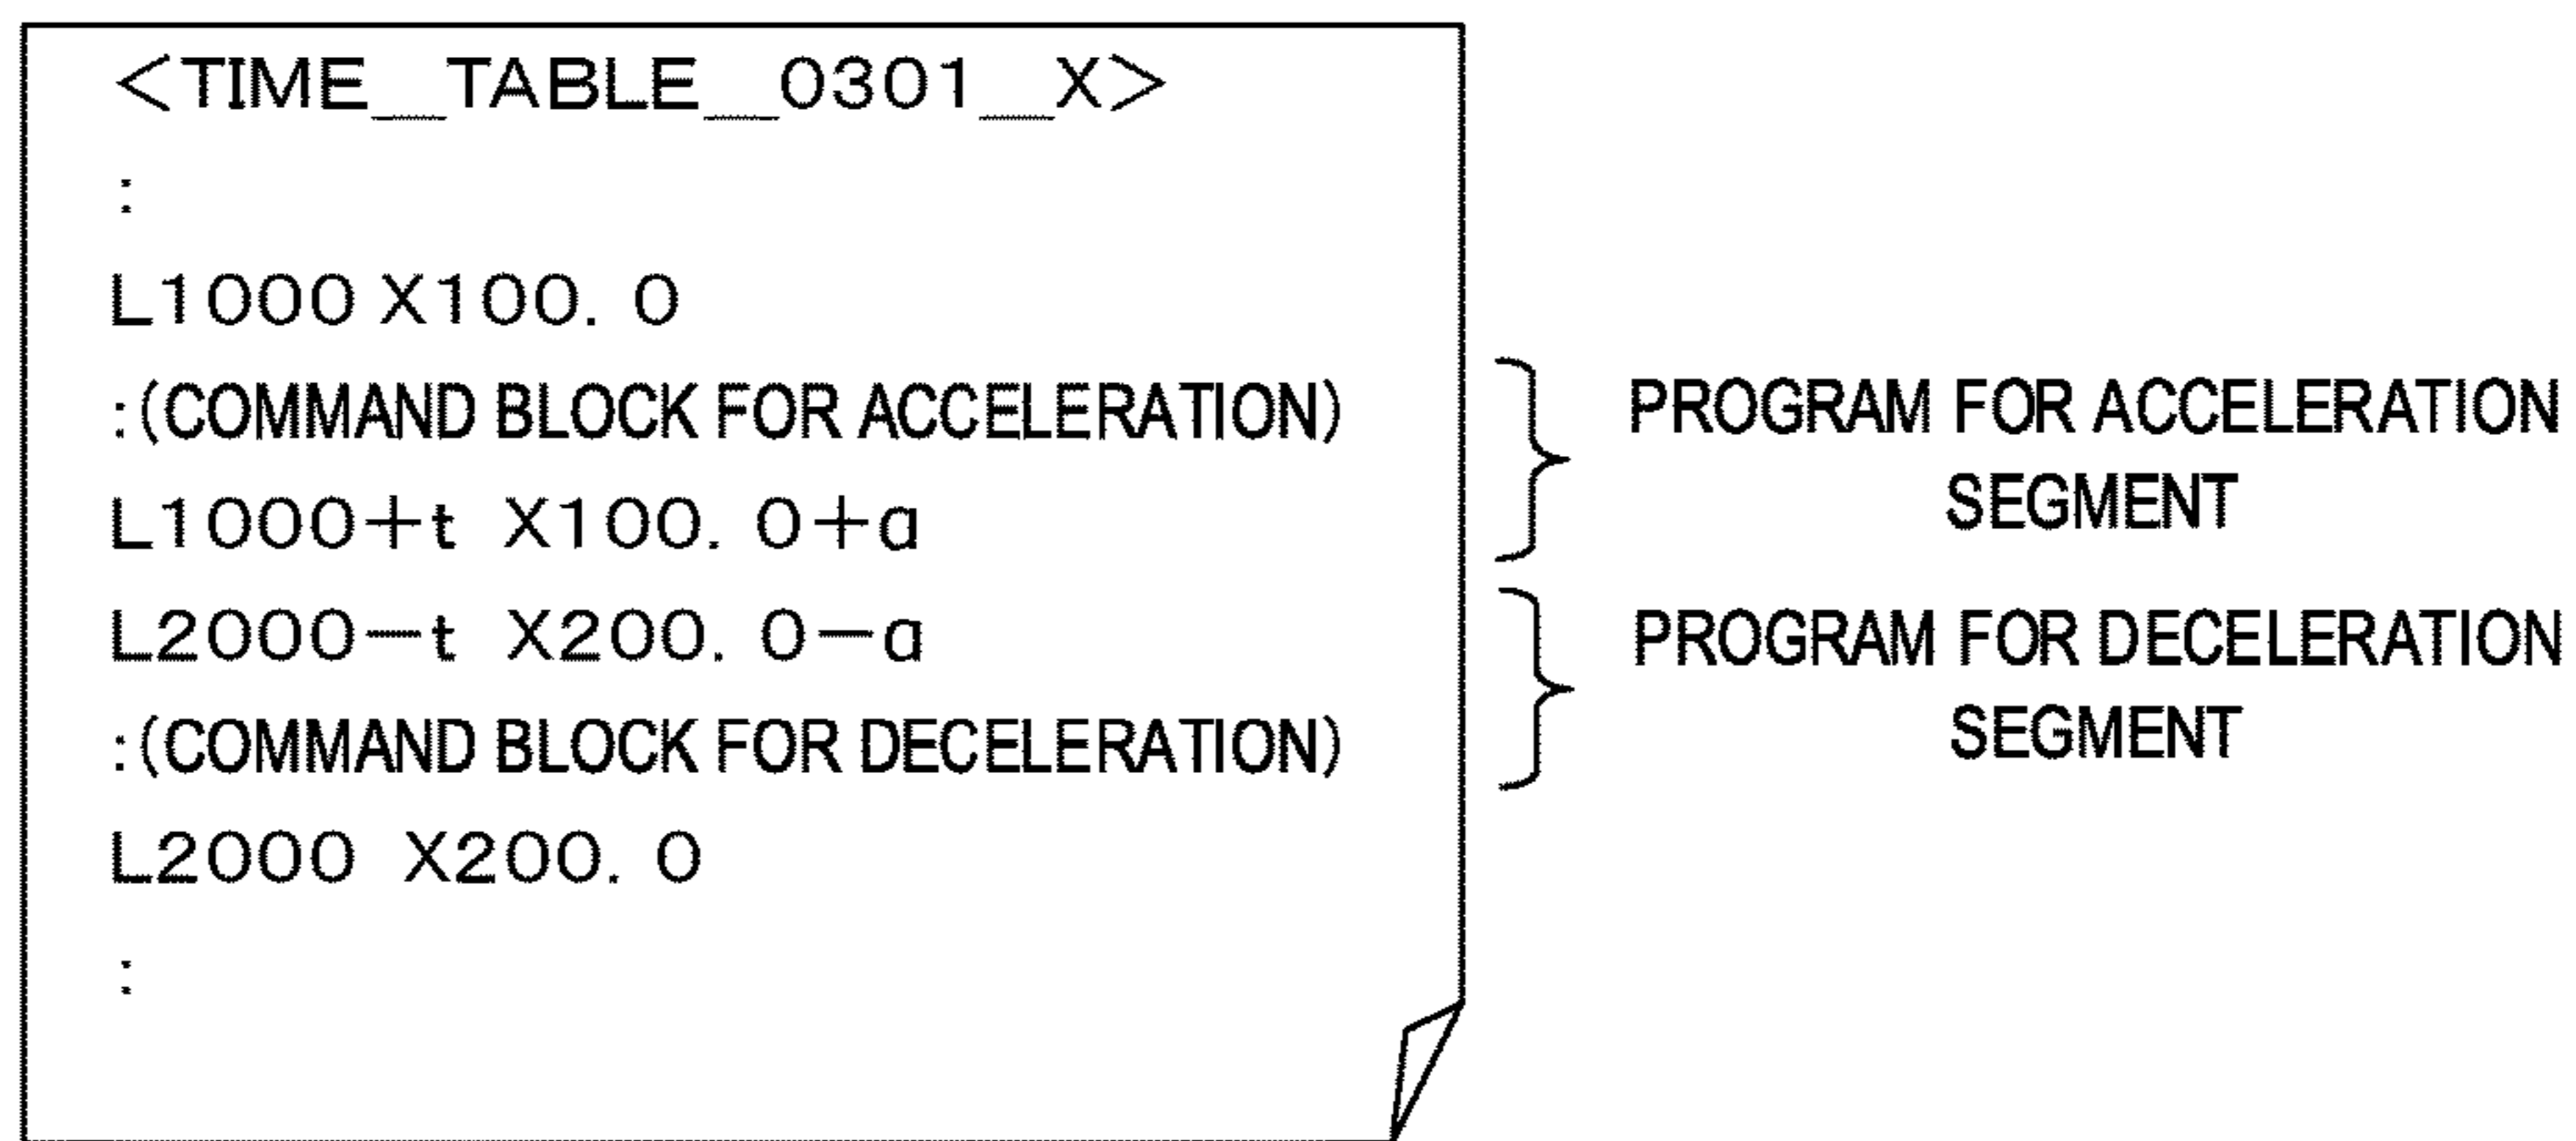 <TIME_TABLE_0301_X>
:
L1000 X100. 0
:(COMMAND BLOCK FOR ACCELERATION)
L1000+t X100. 0+a
L2000-t X200. 0-a
:(COMMAND BLOCK FOR DECELERATION)
L2000 X200. 0
:
PROGRAM FOR ACCELERATION
SEGMENT
PROGRAM FOR DECELERATION
SEGMENT